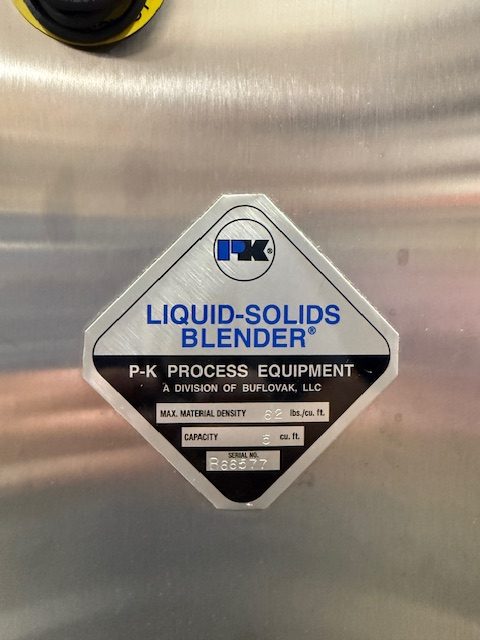 PK®
LIQUID-SOLIDS
BLENDER®
P-K PROCESS EQUIPMENT
A DIVISION OF BUFLOVAK, LLC
MAX. MATERIAL DENSITY 62 lbs./cu. ft.
CAPACITY 5 cu. ft.
SERIAL NO.
R66577